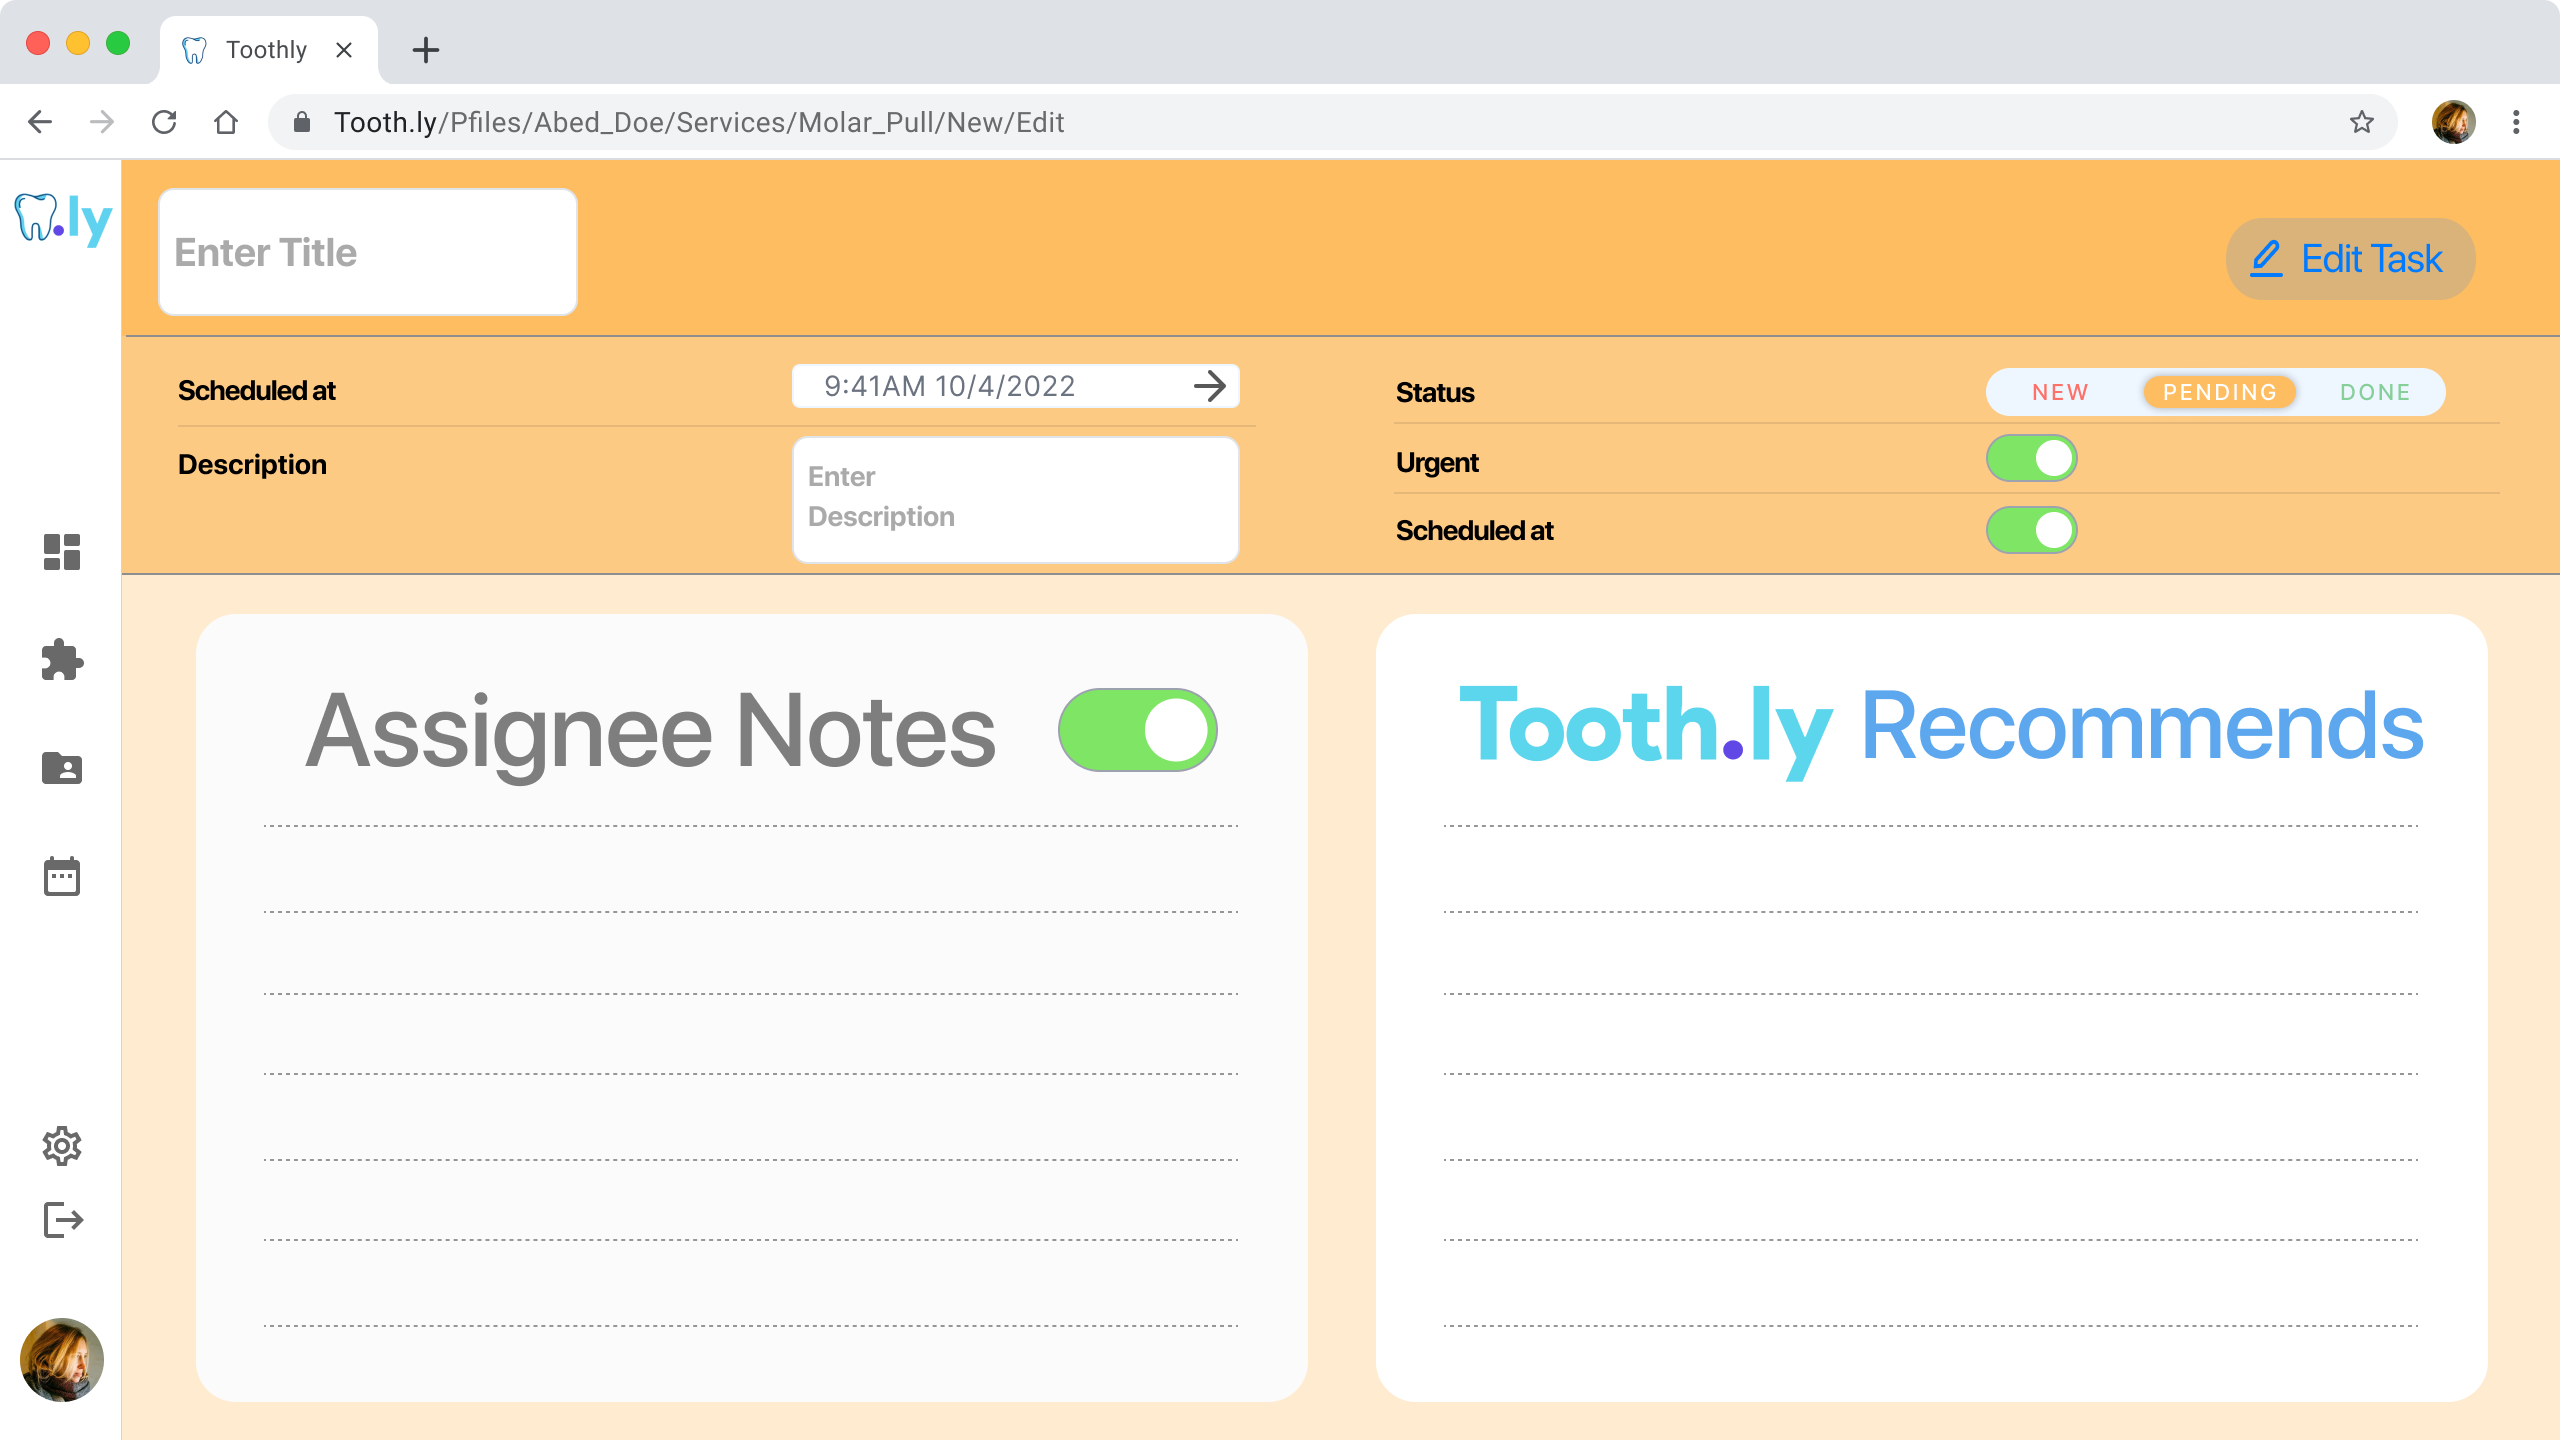 Toothly
Tooth.ly/Pfiles/Abed_Doe/Services/Molar_Pull/New/Edit
.ly
Enter Title
Edit Task
Scheduled at
9:41AM 10/4/2022
Description
Enter
Description
Status
NEW PENDING DONE
Urgent
Scheduled at
Assignee Notes
Tooth.ly Recommends